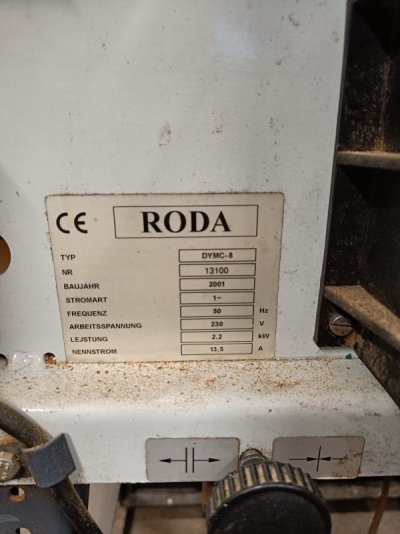 CE RODA
TYP DYMC-8
NR 13100
BAUJAHR 2001
STROMART 1~
FREQUENZ 50 Hz
ARBEITSSPANNUNG 230 V
LEJSTUNG 2,2 kW
NENNSTROM 13,5 A